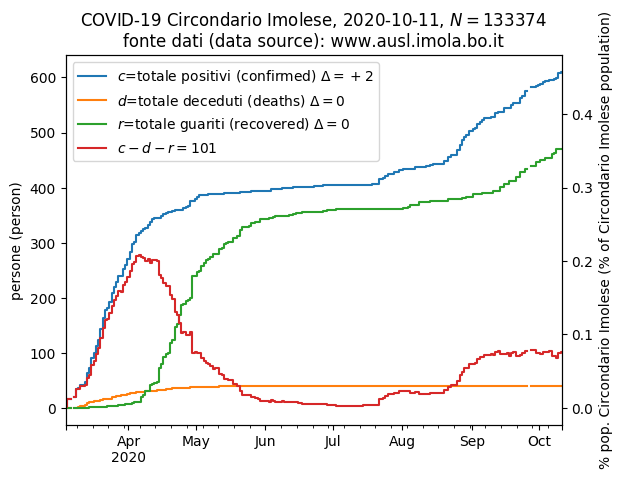 COVID-19 Circondario Imolese, 2020-10-11, N = 133374
fonte dati (data source): www.ausl.imola.bo.it
c=totale positivi (confirmed) Δ = +2
d=totale deceduti (deaths) Δ = 0
r=totale guariti (recovered) Δ = 0
c − d − r = 101
persone (person)
600
500
400
300
200
100
0
% pop. Circondario Imolese (% of Circondario Imolese population)
0.4
0.3
0.2
0.1
0.0
Apr May Jun Jul Aug Sep Oct
2020